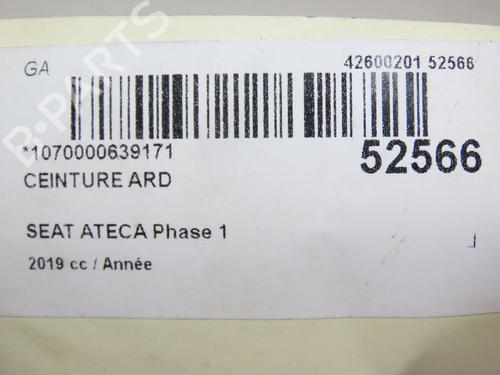 GA
42600201 52566
*1070000639171
52566
CEINTURE ARD
SEAT ATECA Phase 1
2019 cc / Année
B-PARTS